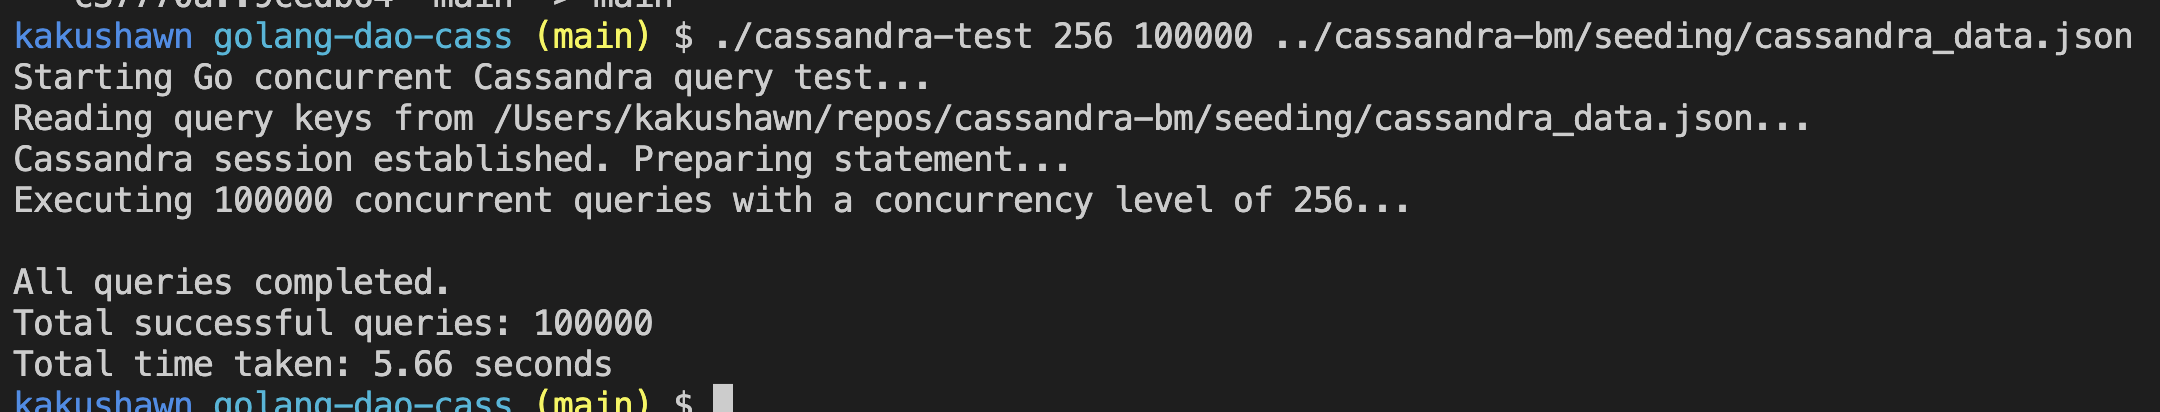 kakushawn golang-dao-cass (main) $ ./cassandra-test 256 100000 ../cassandra-bm/seeding/cassandra_data.json
Starting Go concurrent Cassandra query test...
Reading query keys from /Users/kakushawn/repos/cassandra-bm/seeding/cassandra_data.json...
Cassandra session established. Preparing statement...
Executing 100000 concurrent queries with a concurrency level of 256...
All queries completed.
Total successful queries: 100000
Total time taken: 5.66 seconds
kakushawn golang-dao-cass (main) $